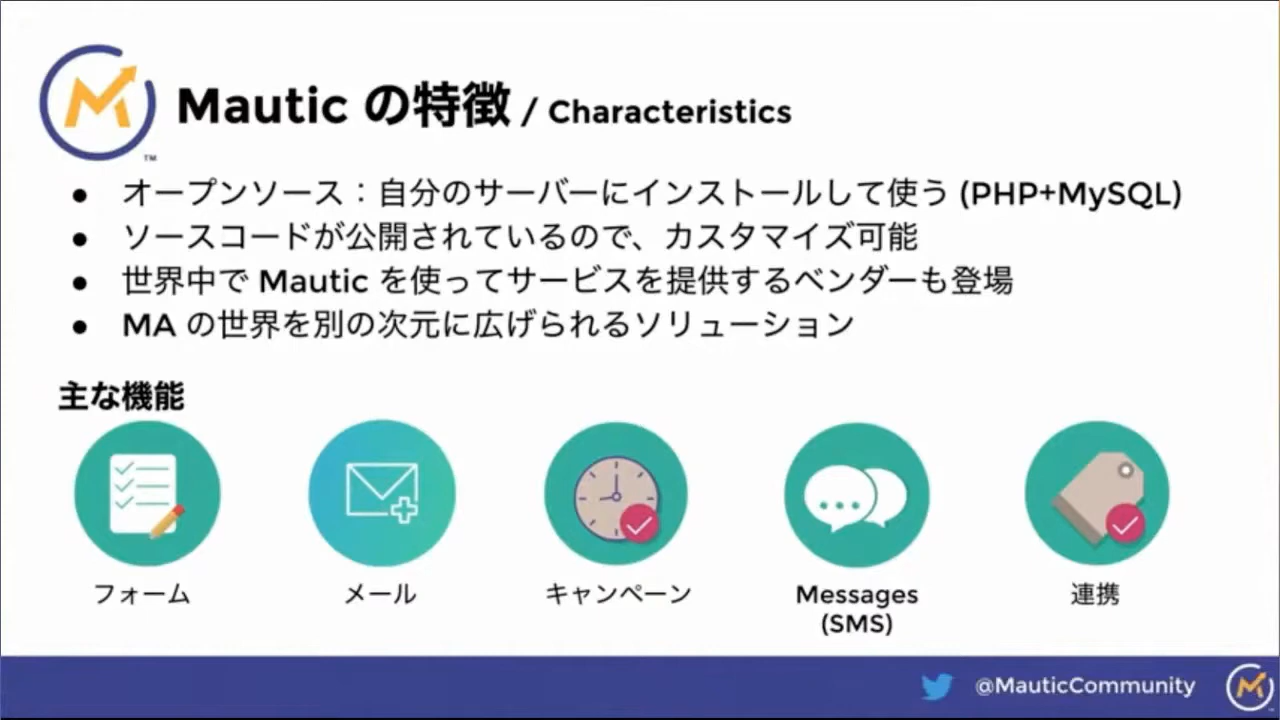 Mautic の特徴 / Characteristics
TM
● オープンソース：自分のサーバーにインストールして使う (PHP+MySQL)
● ソースコードが公開されているので、カスタマイズ可能
● 世界中で Mautic を使ってサービスを提供するベンダーも登場
● MA の世界を別の次元に広げられるソリューション
主な機能
フォーム
メール
キャンペーン
Messages
(SMS)
連携
@MauticCommunity